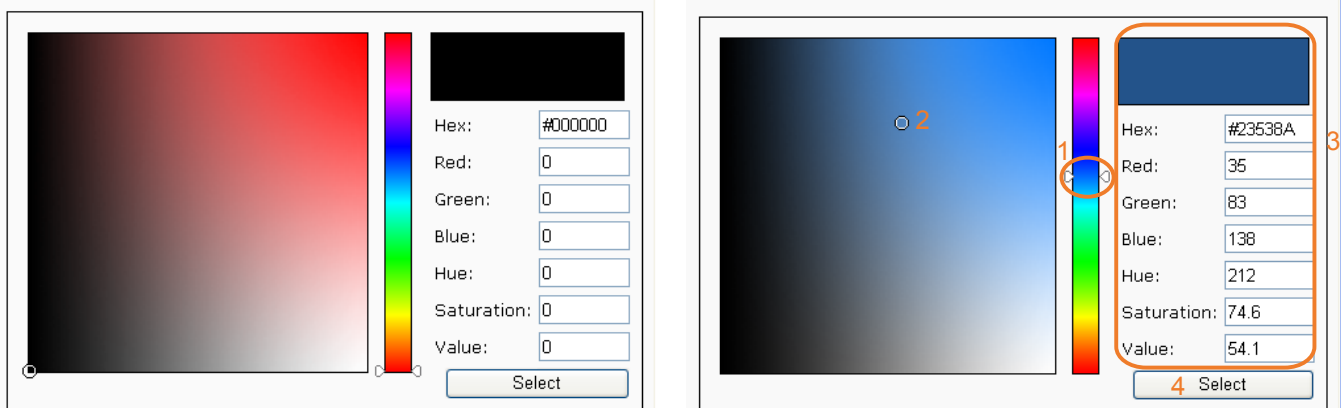 Hex: #000000
Red: 0
Green: 0
Blue: 0
Hue: 0
Saturation: 0
Value: 0
Select
2
1
3
Hex: #23538A
Red: 35
Green: 83
Blue: 138
Hue: 212
Saturation: 74.6
Value: 54.1
4 Select